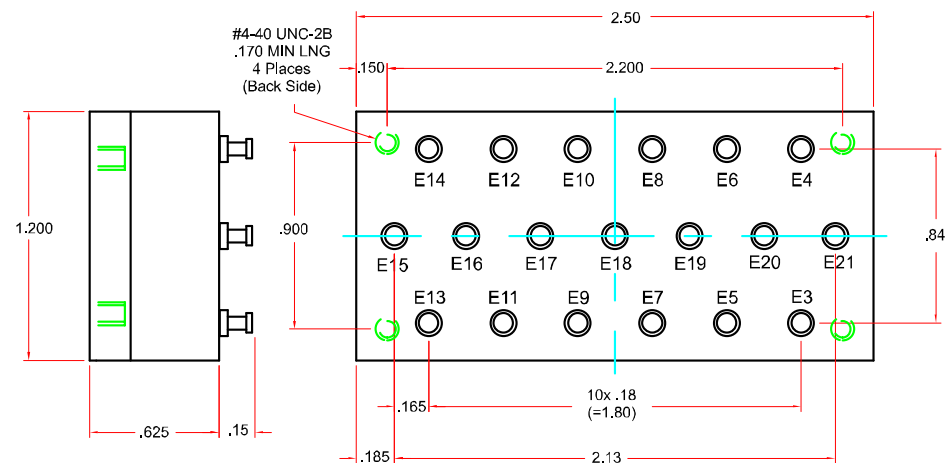 2.50
#4-40 UNC-2B
.170 MIN LNG
4 Places
(Back Side)
.150
2.200
E14 E12 E10 E8 E6 E4
1.200
.900
.84
E15 E16 E17 E18 E19 E20 E21
E13 E11 E9 E7 E5 E3
.165
10x .18
(=1.80)
.625
.15
.185
2.13